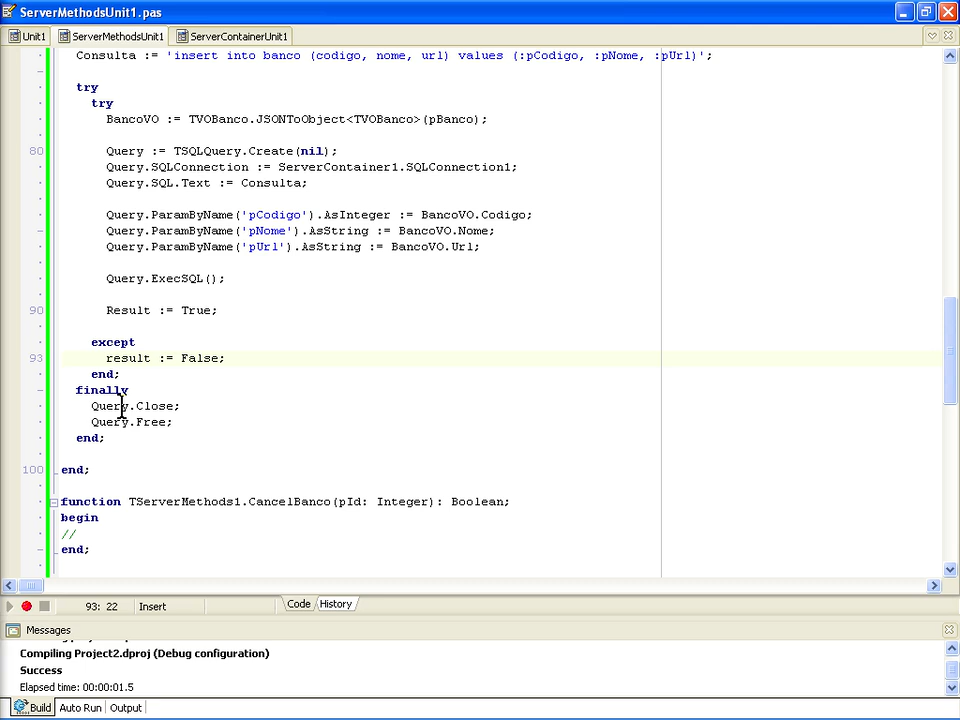 ServerMethodsUnit1.pas
Unit1 ServerMethodsUnit1 ServerContainerUnit1
Consulta := 'insert into banco (codigo, nome, url) values (:pCodigo, :pNome, :pUrl)';
try
try
BancoVO := TVOBanco.JSONToObject<TVOBanco>(pBanco);
80 Query := TSQLQuery.Create(nil);
Query.SQLConnection := ServerContainer1.SQLConnection1;
Query.SQL.Text := Consulta;
Query.ParamByName('pCodigo').AsInteger := BancoVO.Codigo;
Query.ParamByName('pNome').AsString := BancoVO.Nome;
Query.ParamByName('pUrl').AsString := BancoVO.Url;
Query.ExecSQL();
90 Result := True;
except
93 result := False;
end;
finally
Query.Close;
Query.Free;
end;
100 end;
function TServerMethods1.CancelBanco(pId: Integer): Boolean;
begin
//
end;
93: 22 Insert Code History
Messages
Compiling Project2.dproj (Debug configuration)
Success
Elapsed time: 00:00:01.5
Build Auto Run Output